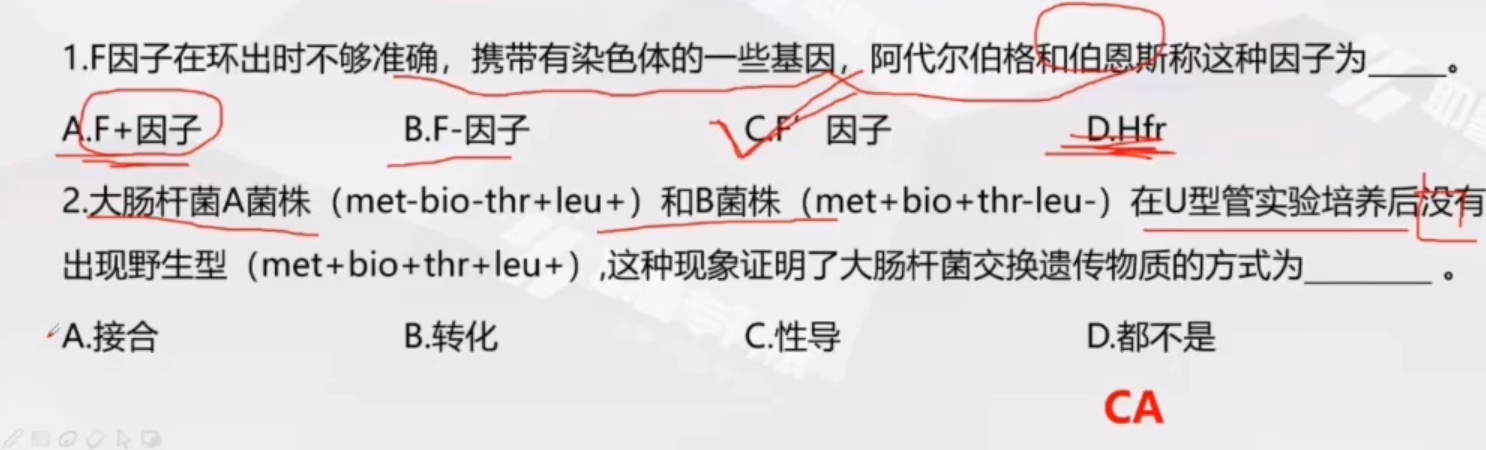 1.F因子在环出时不够准确，携带有染色体的一些基因，阿代尔伯格和伯恩斯称这种因子为_____。
A.F+因子 B.F-因子 C.F' 因子 D.Hfr
2.大肠杆菌A菌株（met-bio-thr+leu+）和B菌株（met+bio+thr-leu-）在U型管实验培养后没有
出现野生型（met+bio+thr+leu+）,这种现象证明了大肠杆菌交换遗传物质的方式为________ 。
A.接合 B.转化 C.性导 D.都不是
CA